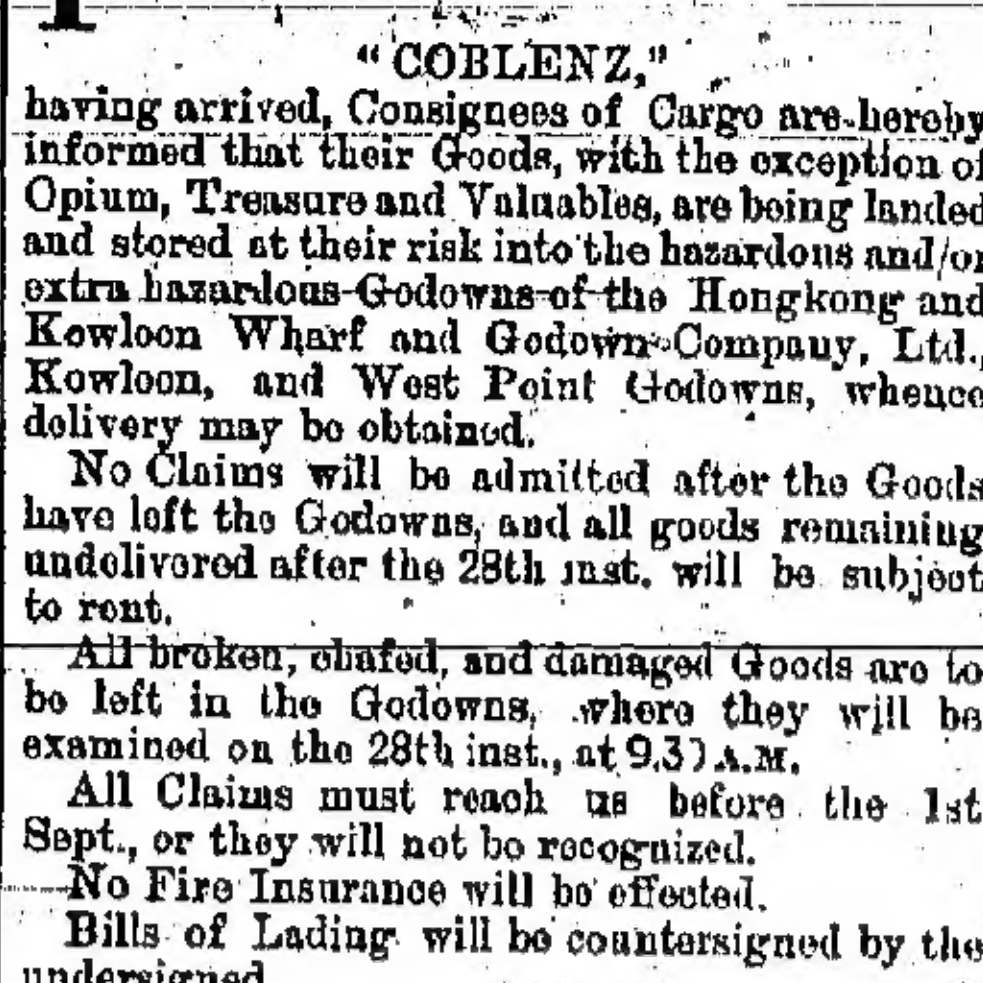 "COBLENZ,"
having arrived, Consignees of Cargo are hereby
informed that their Goods, with the exception of
Opium, Treasure and Valuables, are being landed
and stored at their risk into the hazardous and/or
extra hazardous Godowns of the Hongkong and
Kowloon Wharf and Godown Company, Ltd.,
Kowloon, and West Point Godowns, whence
delivery may be obtained.
No Claims will be admitted after the Goods
have left the Godowns, and all goods remaining
undelivered after the 28th inst. will be subject
to rent.
All broken, chafed, and damaged Goods are to
be left in the Godowns, where they will be
examined on the 28th inst., at 9.30 A.M.
All Claims must reach us before the 1st
Sept., or they will not be recognized.
No Fire Insurance will be effected.
Bills of Lading will be countersigned by the
undersigned